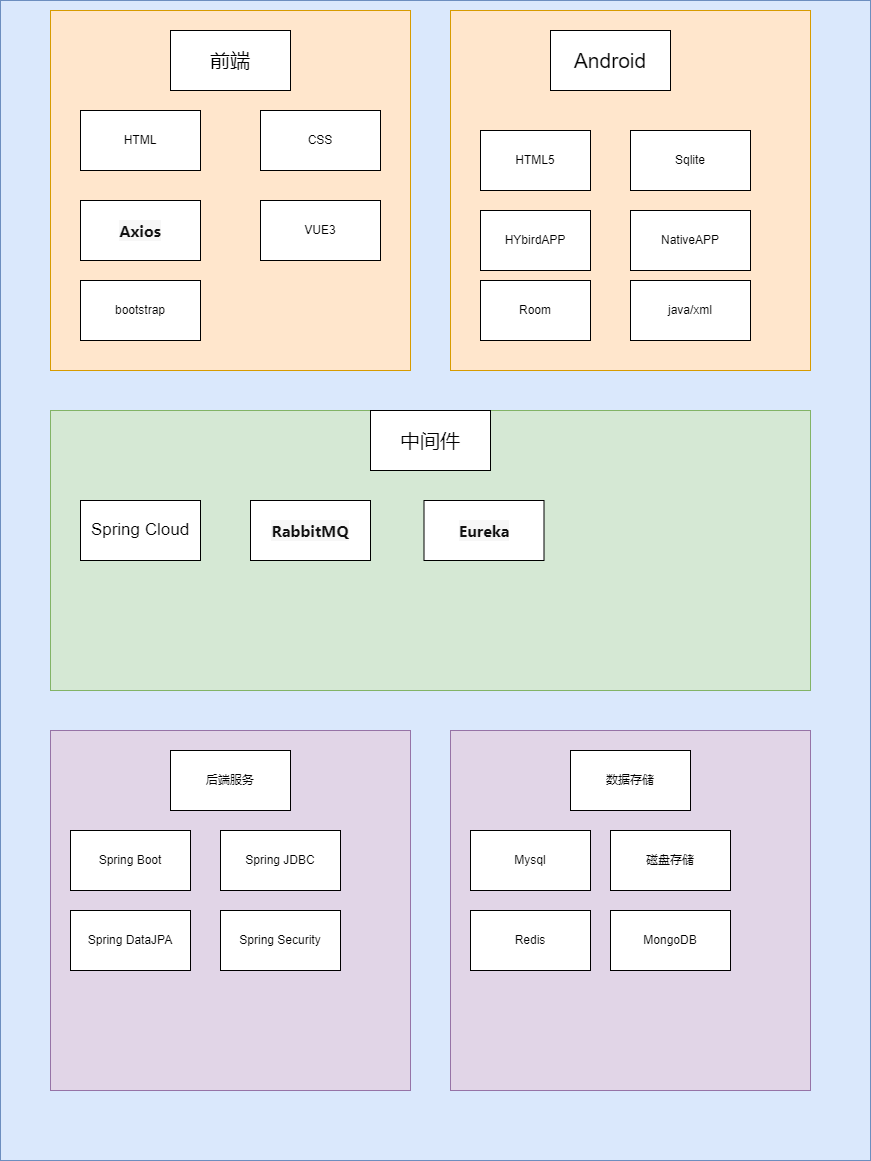 前端
HTML
CSS
Axios
VUE3
bootstrap
Android
HTML5
Sqlite
HYbirdAPP
NativeAPP
Room
java/xml
中间件
Spring Cloud
RabbitMQ
Eureka
后端服务
Spring Boot
Spring JDBC
Spring DataJPA
Spring Security
数据存储
Mysql
磁盘存储
Redis
MongoDB